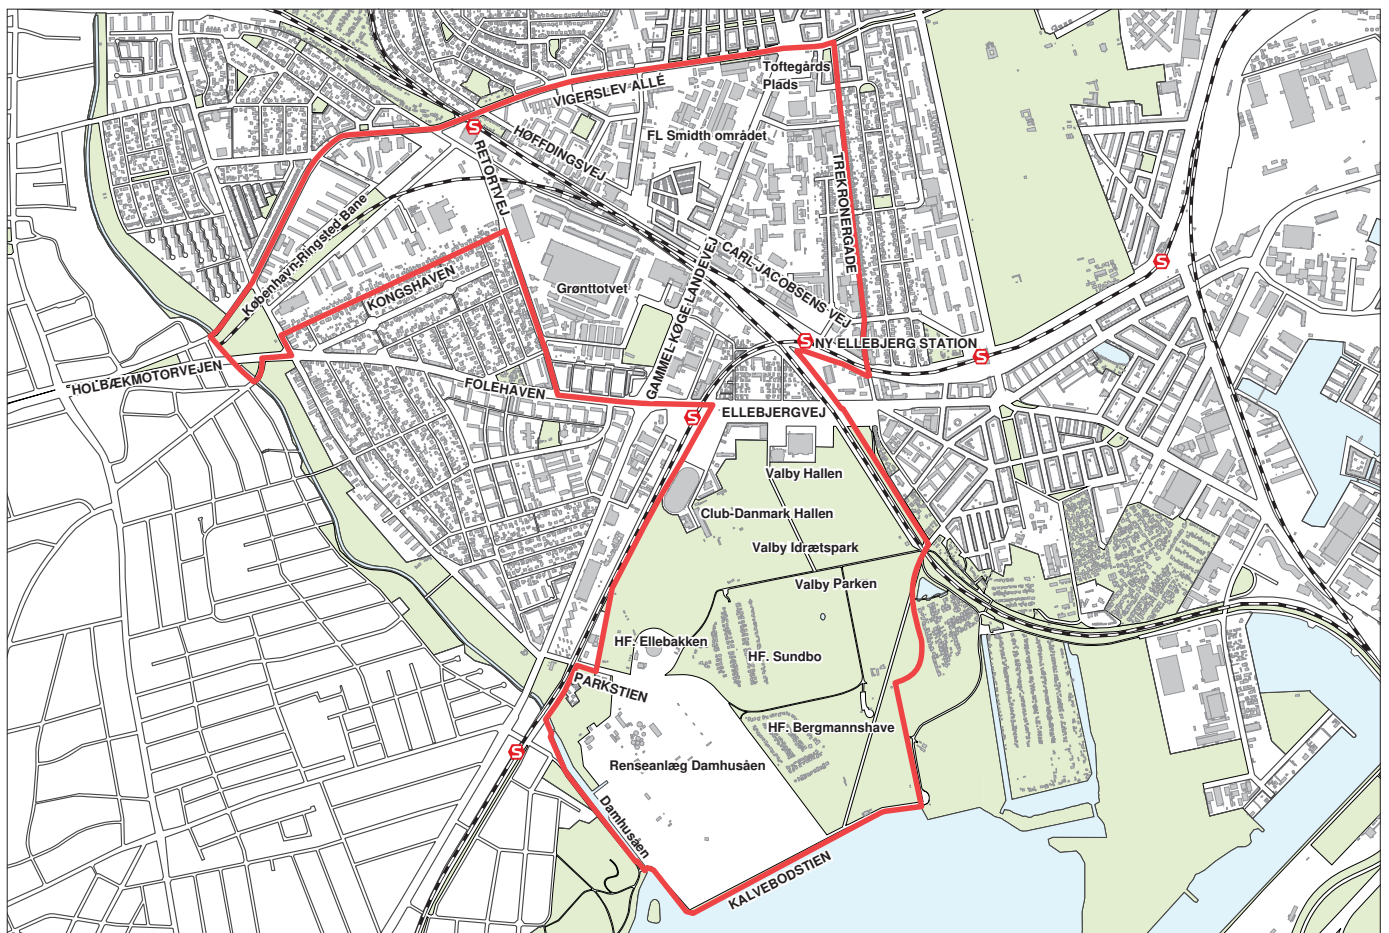 Toftegårds
Plads
VIGERSLEV ALLÉ
HØFFDINGSVEJ
FL Smidth området
S
RETORTVEJ
TREKRONERGADE
København-Ringsted Bane
KONGSHAVEN
CARL JACOBSENS VEJ
Grønttotvet
GAMMEL KØGE LANDEVEJ
S
S
NY ELLEBJERG STATION
S
HOLBÆKMOTORVEJEN
FOLEHAVEN
S
ELLEBJERGVEJ
Valby Hallen
Club-Danmark Hallen
Valby Idrætspark
Valby Parken
HF. Ellebakken
HF. Sundbo
PARKSTIEN
HF. Bergmannshave
S
Renseanlæg Damhusåen
Damhusåen
KALVEBODSTIEN